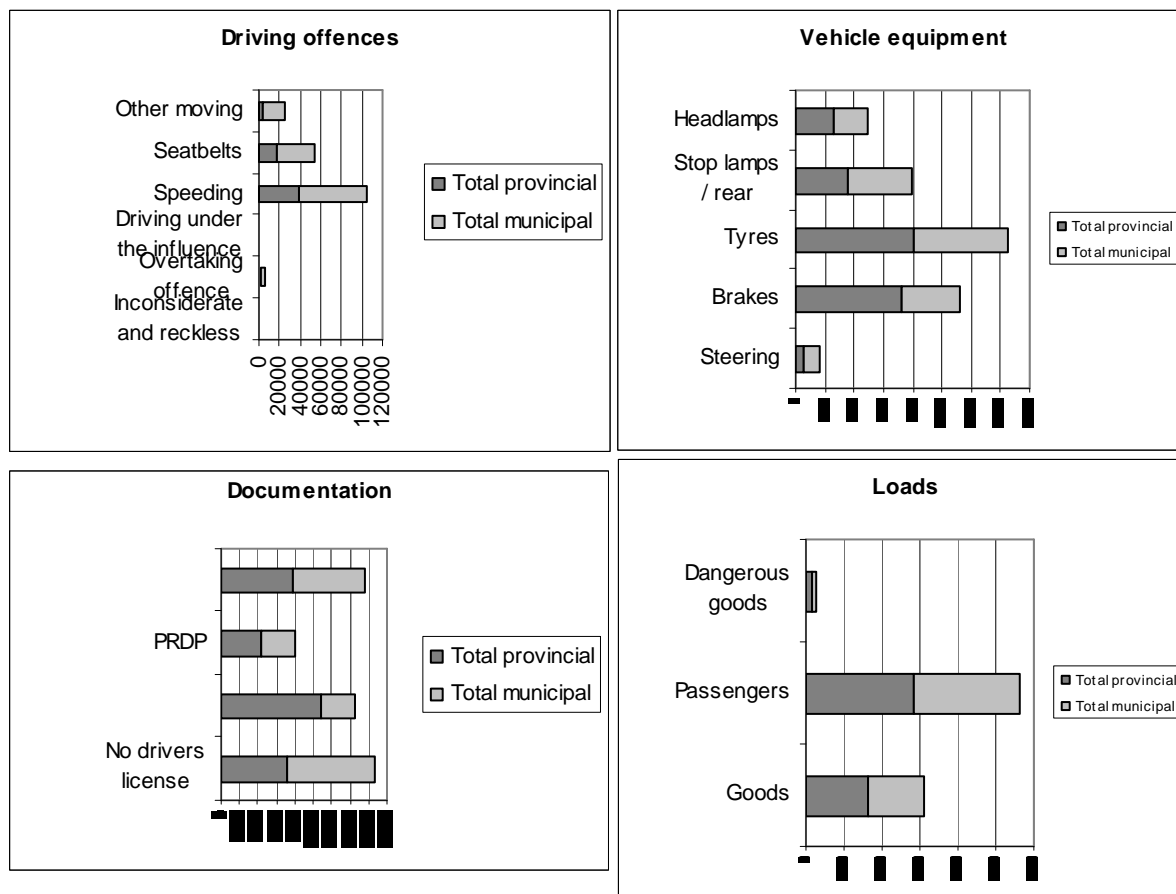 Driving offences
Other moving
Seatbelts
Speeding
Driving under
the influence
Overtaking
offence
Inconsiderate
and reckless
0
20000
40000
60000
80000
100000
120000
Total provincial
Total municipal
Vehicle equipment
Headlamps
Stop lamps
/ rear
Tyres
Brakes
Steering
Total provincial
Total municipal
Documentation
PRDP
No drivers
license
Total provincial
Total municipal
Loads
Dangerous
goods
Passengers
Goods
Total provincial
Total municipal